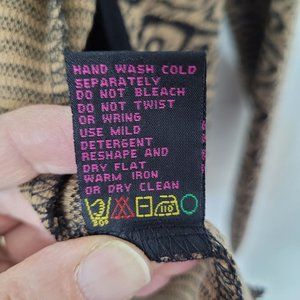 HAND WASH COLD
SEPARATELY
DO NOT BLEACH
DO NOT TWIST
OR WRING
USE MILD
DETERGENT
RESHAPE AND
DRY FLAT
WARM IRON
OR DRY CLEAN
110